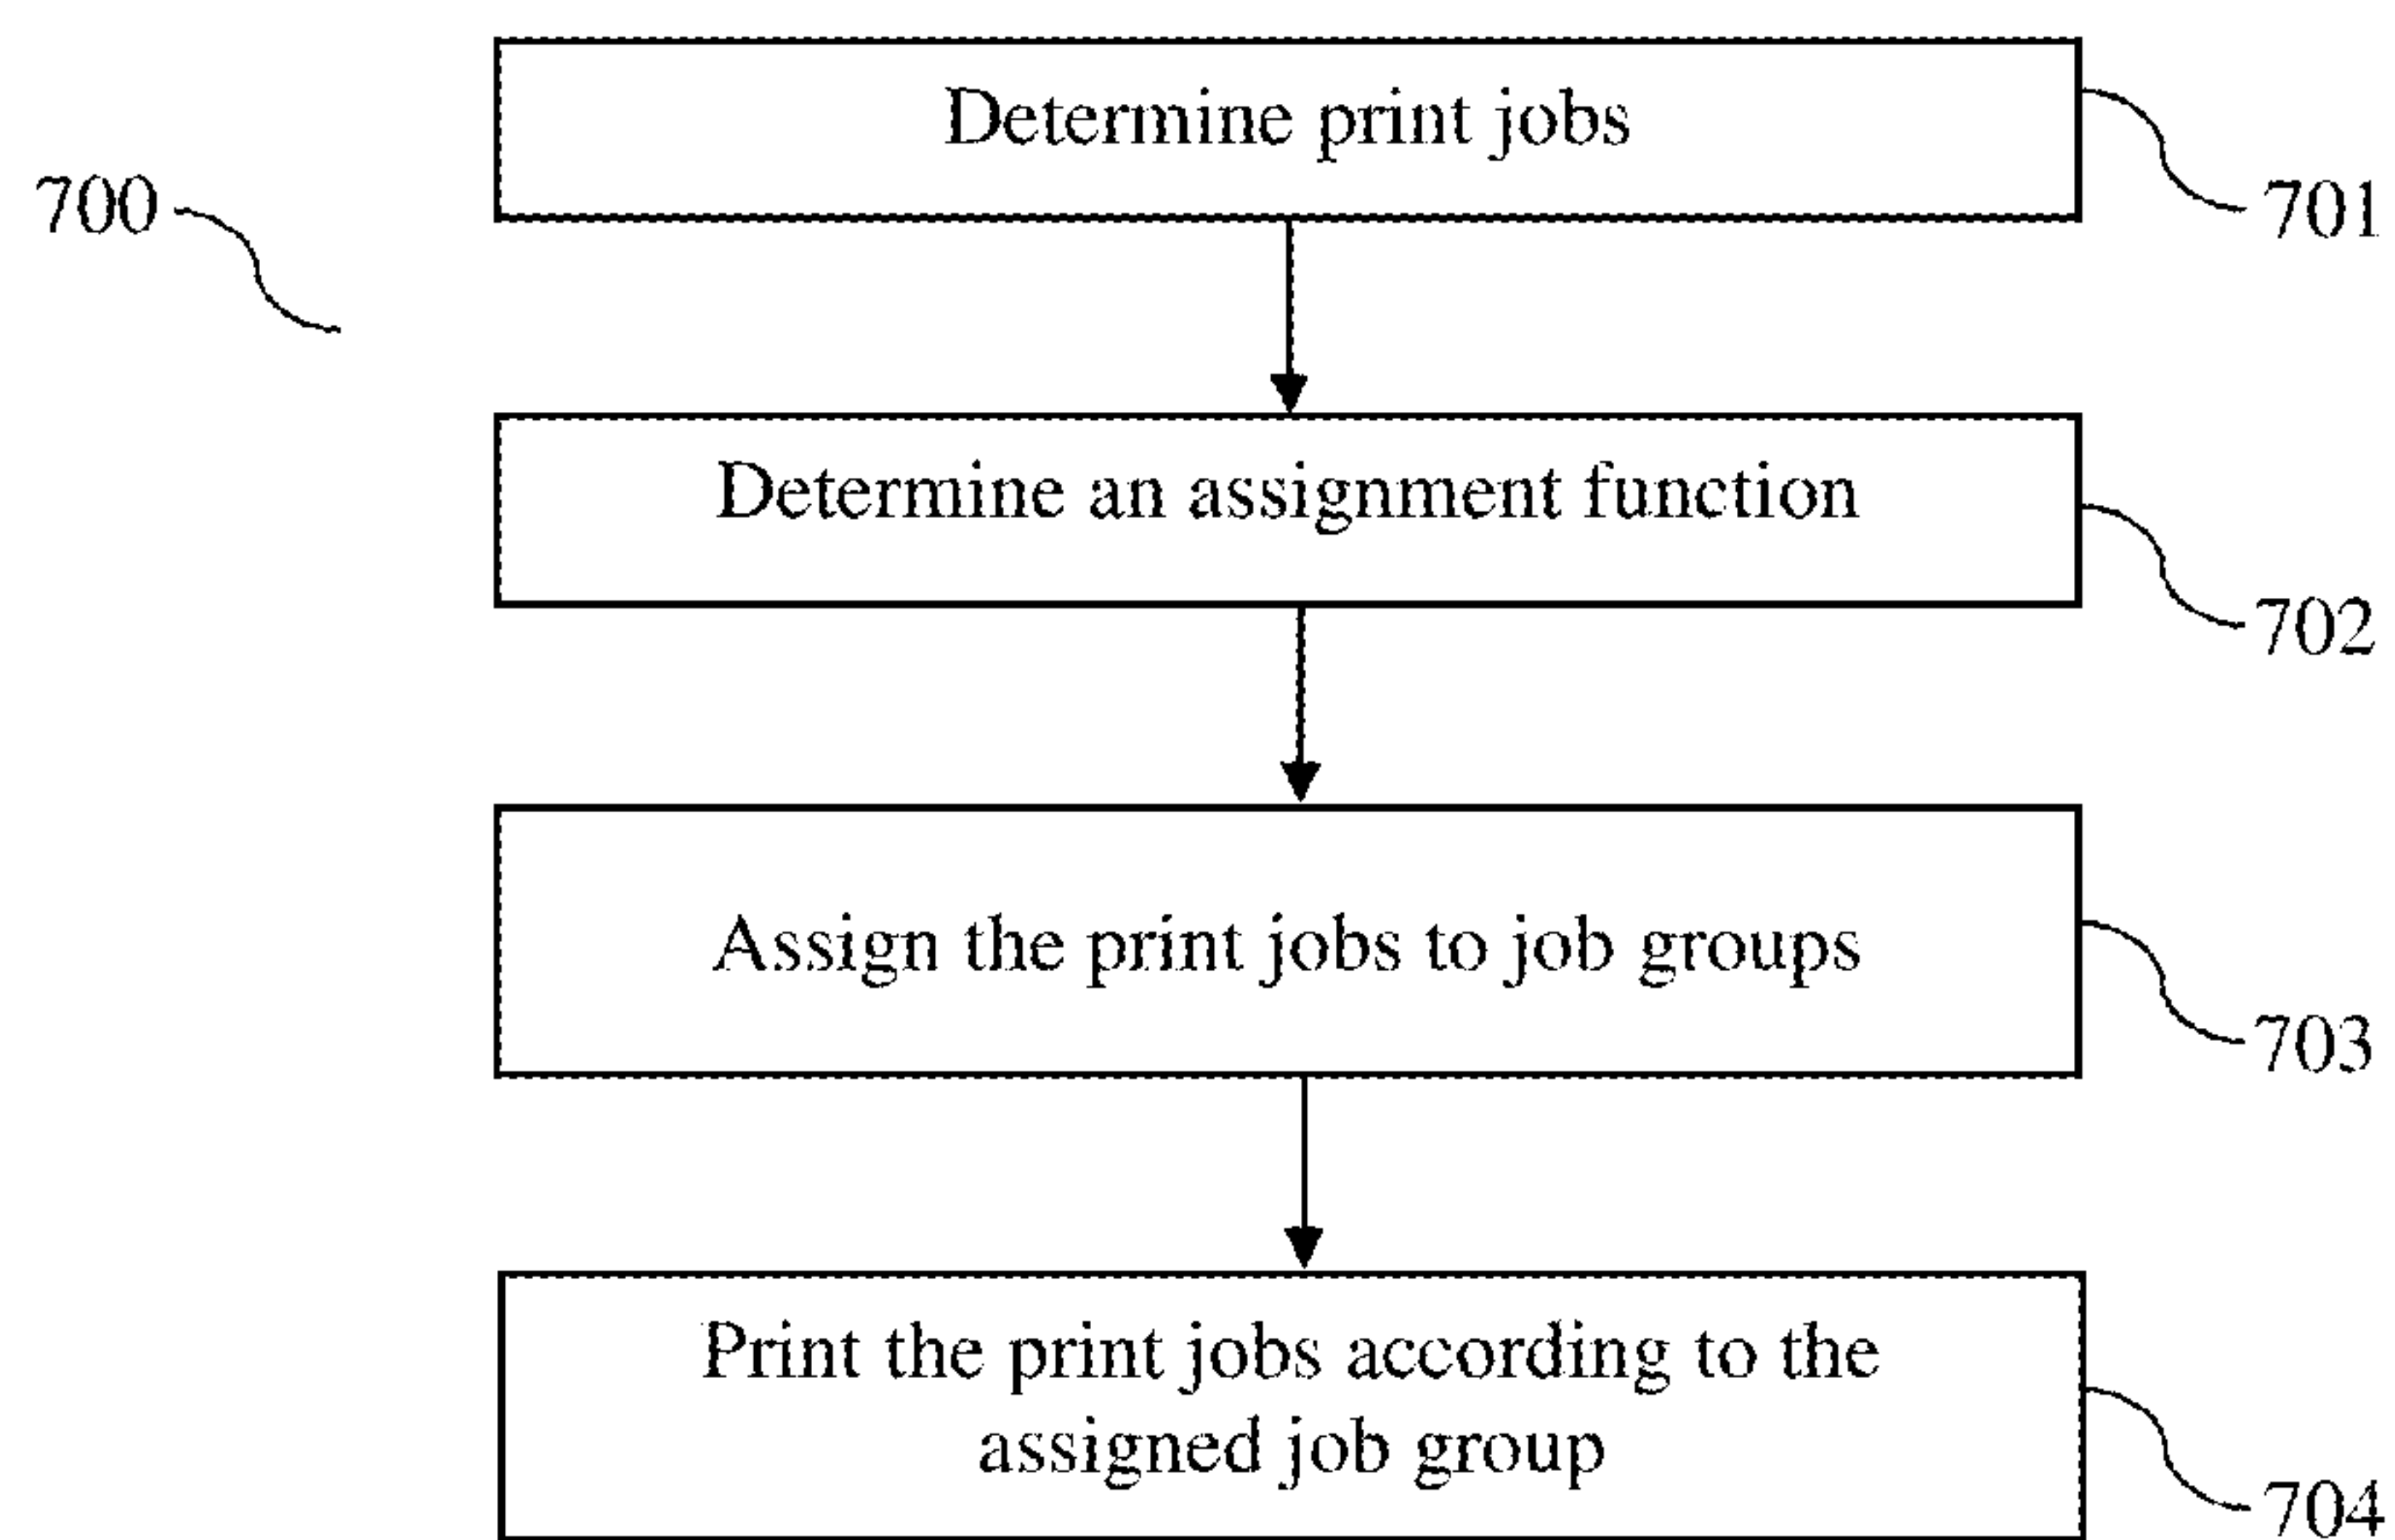 Determine print jobs
700
701
Determine an assignment function
702
Assign the print jobs to job groups
703
Print the print jobs according to the
assigned job group
704